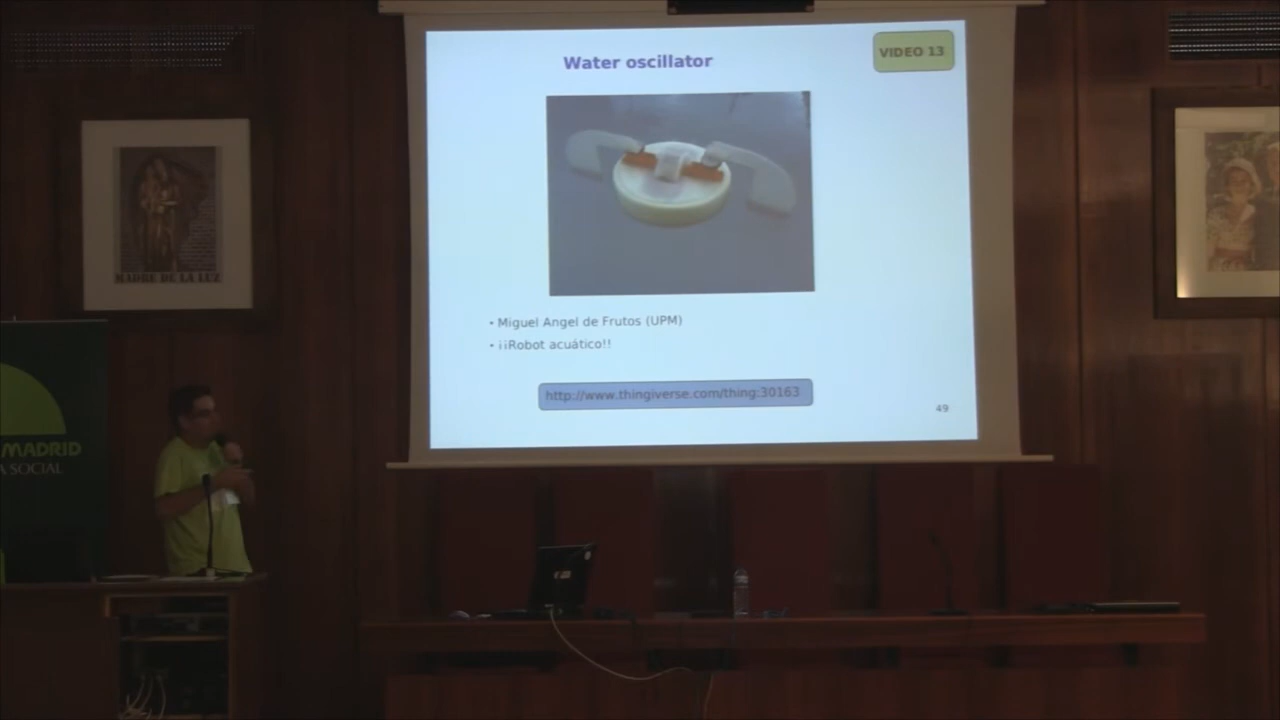 Water oscillator
VIDEO 13
• Miguel Angel de Frutos (UPM)
• ¡¡Robot acuático!!
http://www.thingiverse.com/thing:30163
49
MADRE DE LA LUZ
MADRID
A SOCIAL